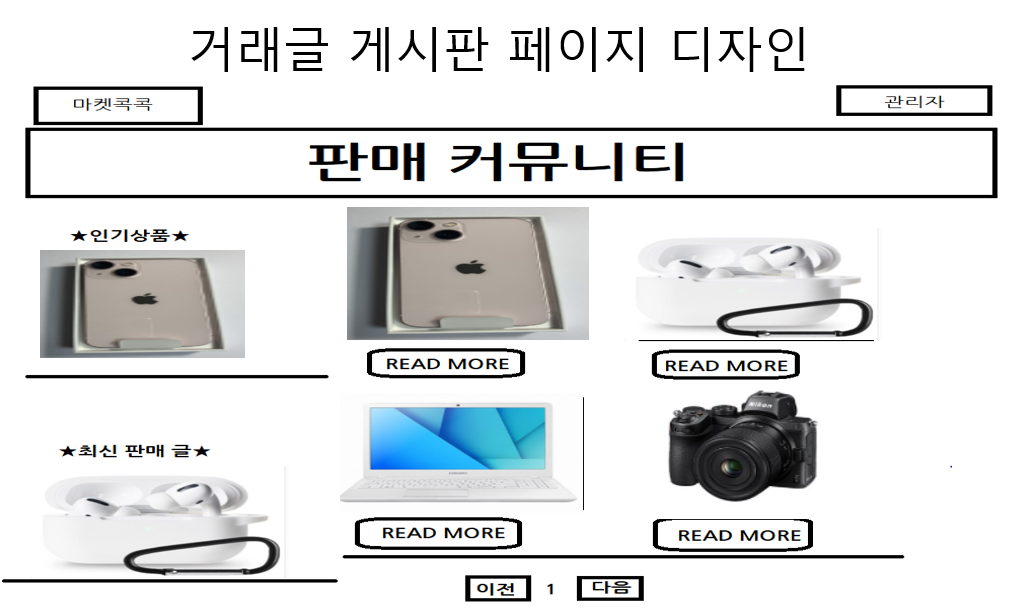 거래글 게시판 페이지 디자인
마켓콕콕
관리자
판매 커뮤니티
★인기상품★
READ MORE
READ MORE
★최신 판매 글★
Nikon
READ MORE
READ MORE
이전 1 다음